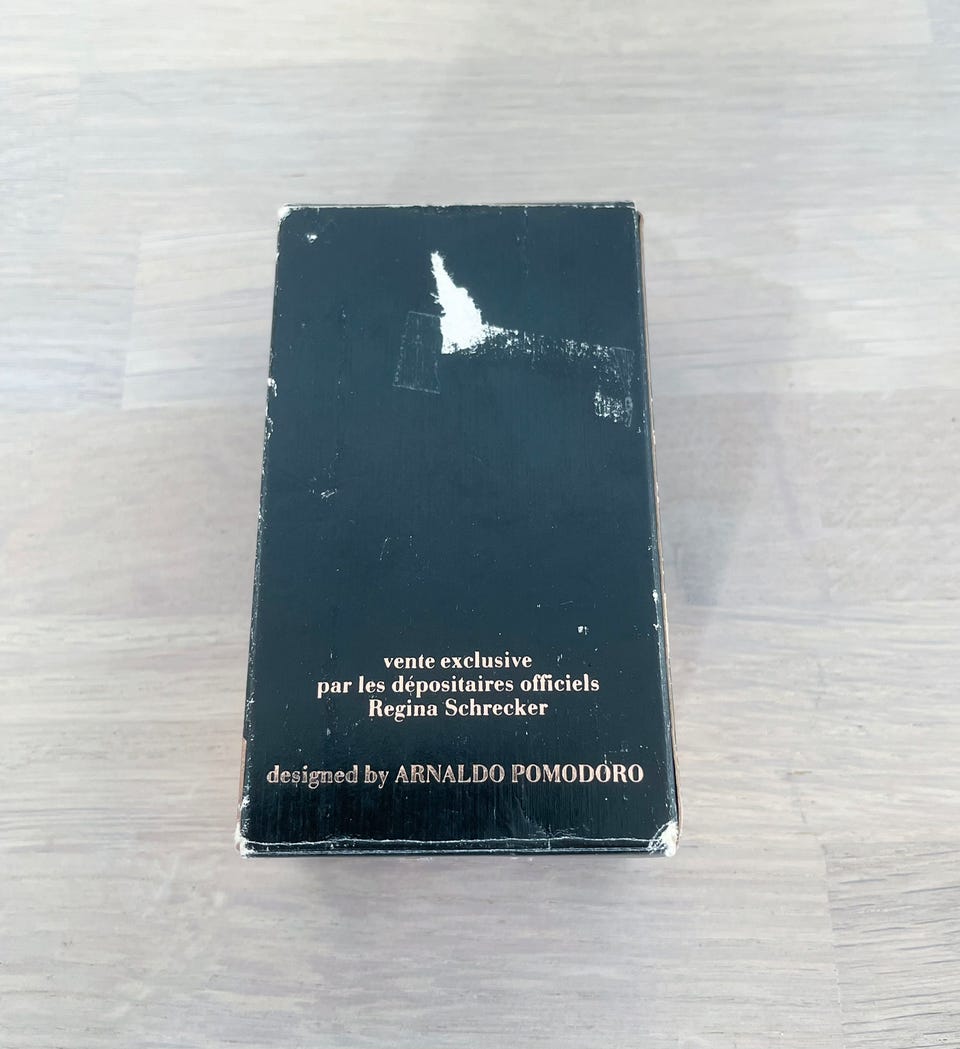 vente exclusive
par les dépositaires officiels
Regina Schrecker
designed by ARNALDO POMODORO